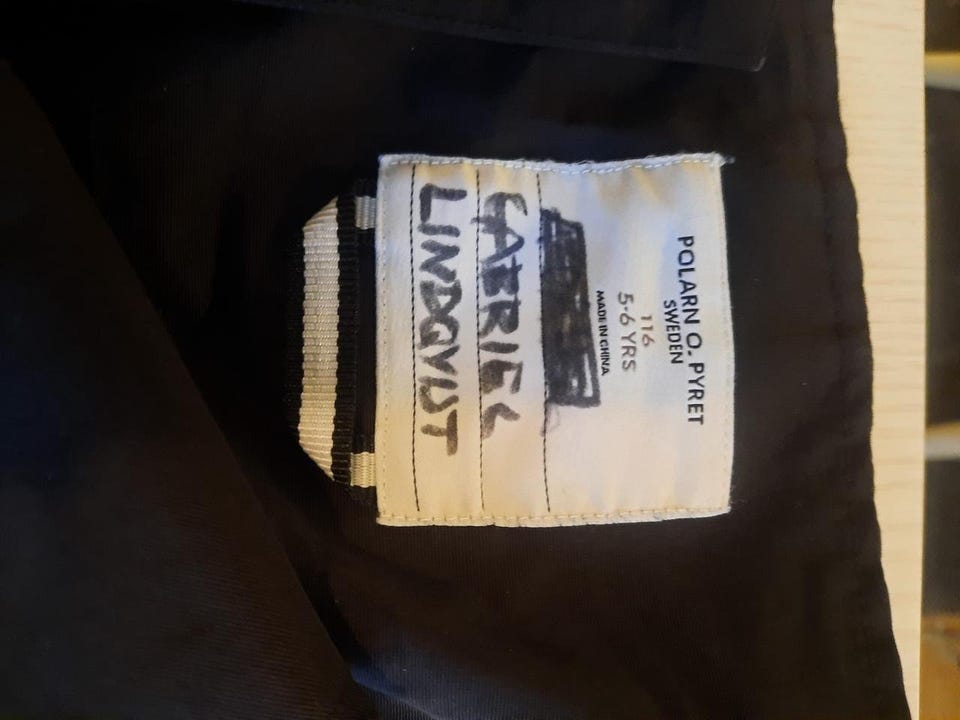 POLARN O. PYRET
SWEDEN
116
5-6 YRS
MADE IN CHINA
GABRIEL
LINDQVIST